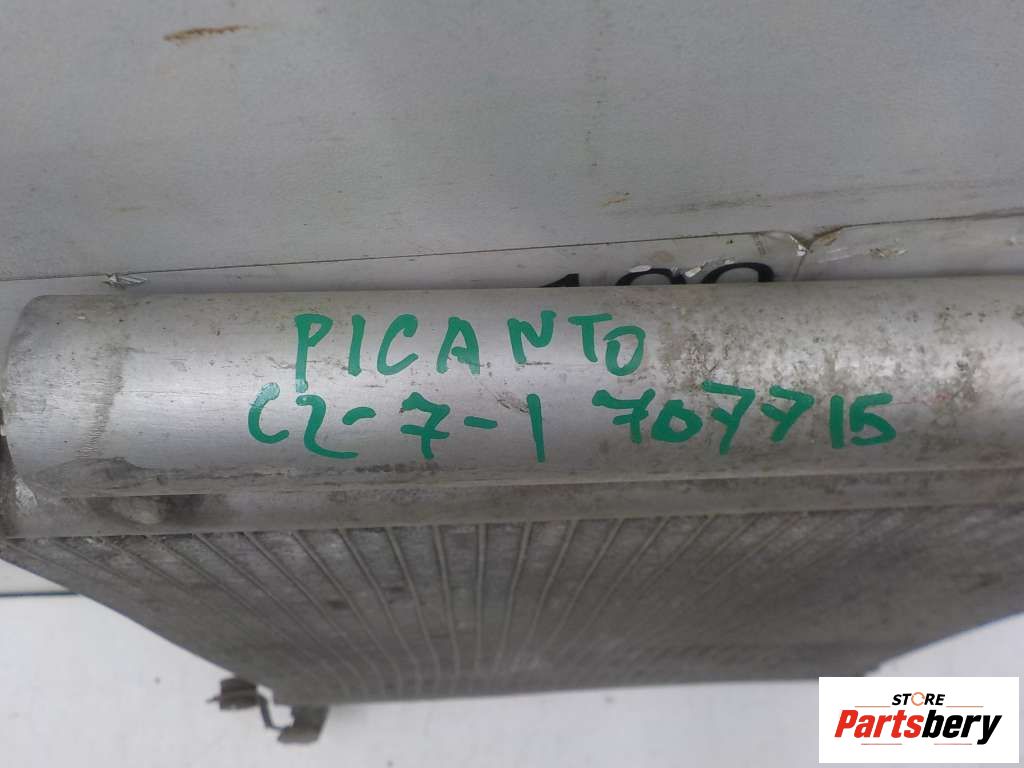 PICANTO
C2-7-1 707715
STORE
Partsbery